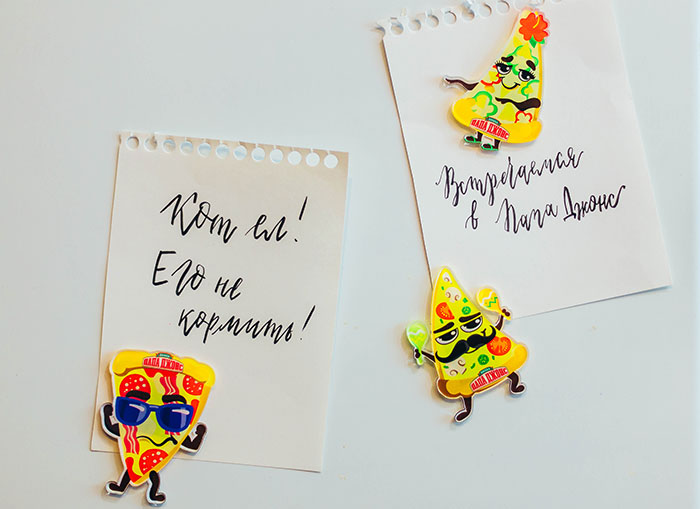 Кот ел!
Его не
кормить!
ПАПА ДЖОНС
ПАПА ДЖОНС
Встречаемся
в Папа Джонс
ПАПА ДЖОНС